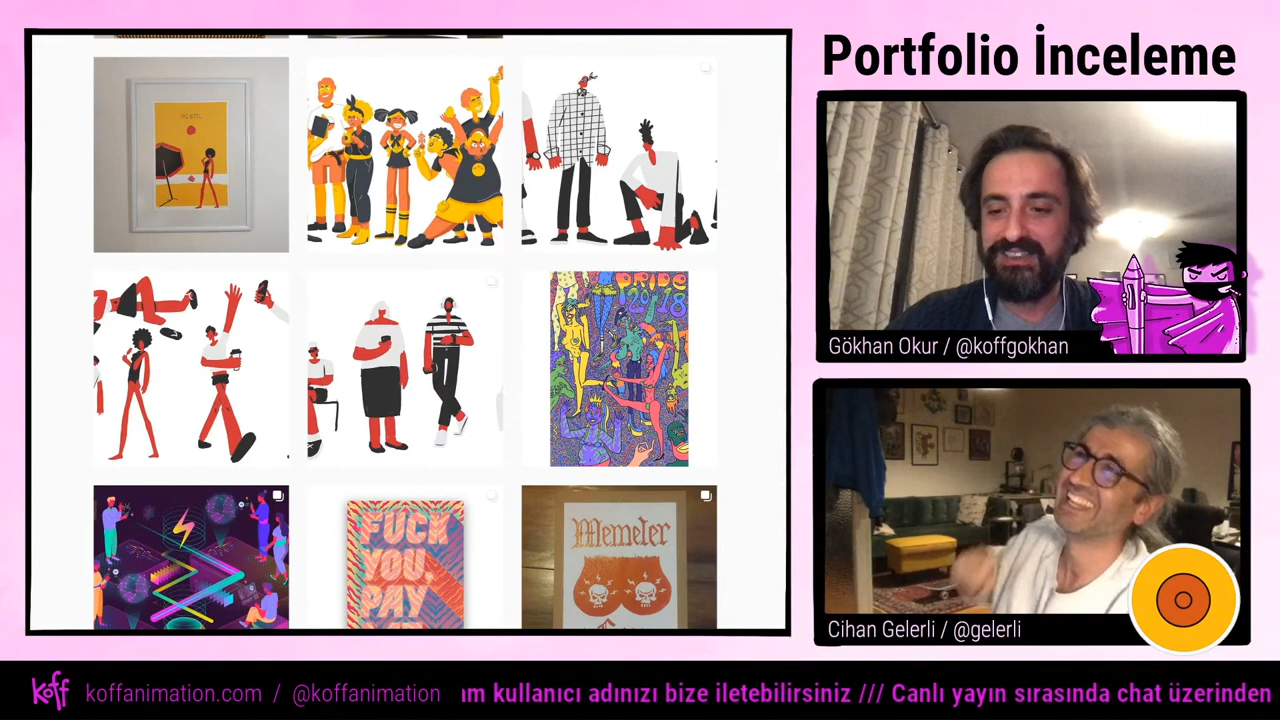 Portfolio İnceleme
PRIDE
2018
FUCK
YOU,
PAY
Memeler
Gökhan Okur / @koffgokhan
Cihan Gelerli / @gelerli
koff koffanimation.com / @koffanimation ım kullanıcı adınızı bize iletebilirsiniz /// Canlı yayın sırasında chat üzerinden